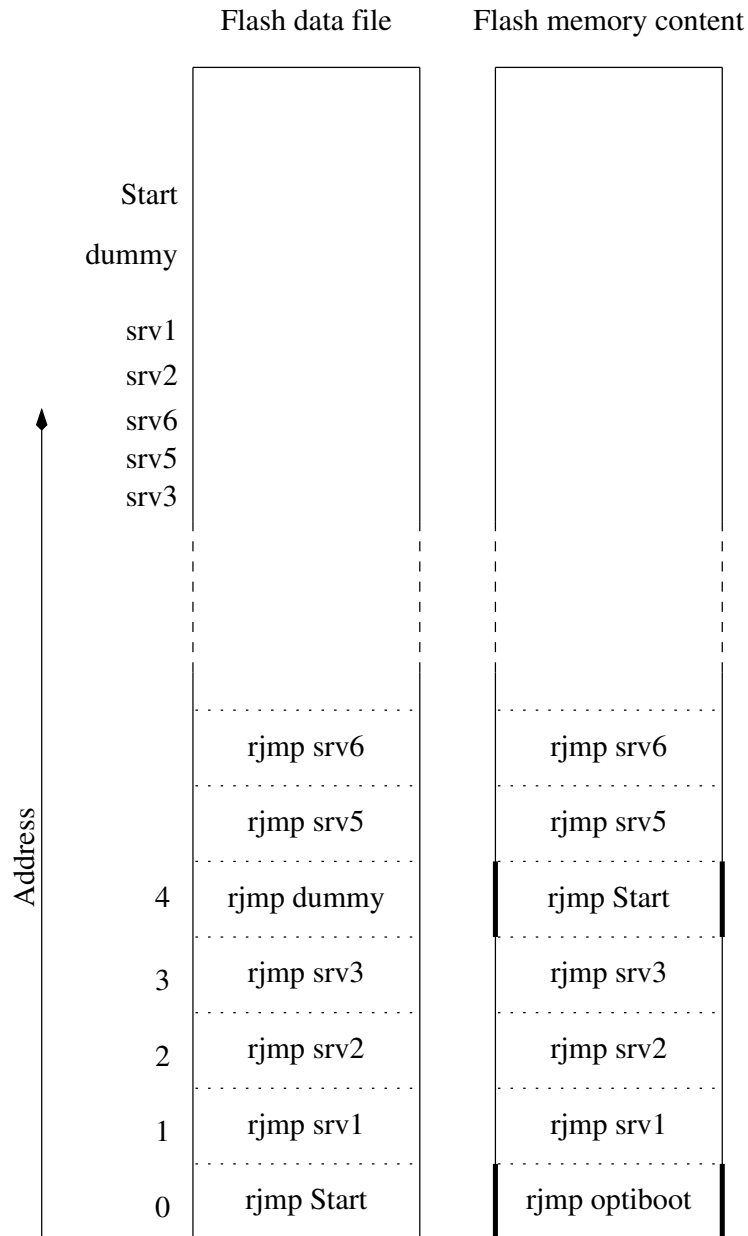 Flash data file Flash memory content
Start
dummy
srv1
srv2
srv6
srv5
srv3
rjmp srv6 rjmp srv6
rjmp srv5 rjmp srv5
Address
4 rjmp dummy rjmp Start
3 rjmp srv3 rjmp srv3
2 rjmp srv2 rjmp srv2
1 rjmp srv1 rjmp srv1
0 rjmp Start rjmp optiboot